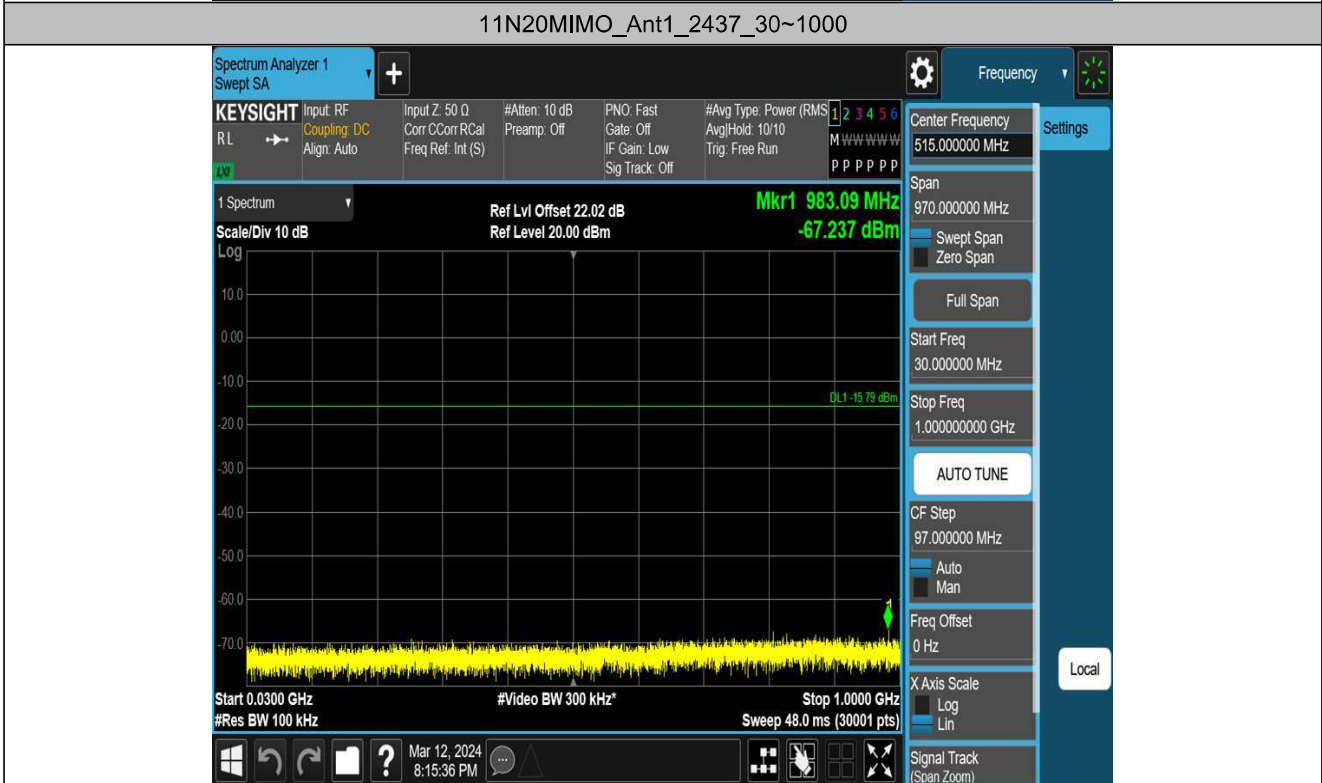 11N20MIMO_Ant1_2437_30~1000
Spectrum Analyzer 1
Swept SA
+
Frequency
KEYSIGHT
RL
LXI
Input: RF
Coupling: DC
Align: Auto
Input Z: 50 Ω
Corr CCorr RCal
Freq Ref: Int (S)
#Atten: 10 dB
Preamp: Off
PNO: Fast
Gate: Off
IF Gain: Low
Sig Track: Off
#Avg Type: Power (RMS
Avg|Hold: 10/10
Trig: Free Run
1 2 3 4 5 6
M W W W W W
P P P P P P
1 Spectrum
Scale/Div 10 dB
Log
Ref Lvl Offset 22.02 dB
Ref Level 20.00 dBm
Mkr1 983.09 MHz
-67.237 dBm
10.0
0.00
-10.0
DL1 -15.79 dBm
-20.0
-30.0
-40.0
-50.0
-60.0
1
-70.0
Start 0.0300 GHz
#Video BW 300 kHz*
Stop 1.0000 GHz
#Res BW 100 kHz
Sweep 48.0 ms (30001 pts)
?
Mar 12, 2024
8:15:36 PM
Center Frequency
515.000000 MHz
Settings
Span
970.000000 MHz
Swept Span
Zero Span
Full Span
Start Freq
30.000000 MHz
Stop Freq
1.000000000 GHz
AUTO TUNE
CF Step
97.000000 MHz
Auto
Man
Freq Offset
0 Hz
Local
X Axis Scale
Log
Lin
Signal Track
(Span Zoom)